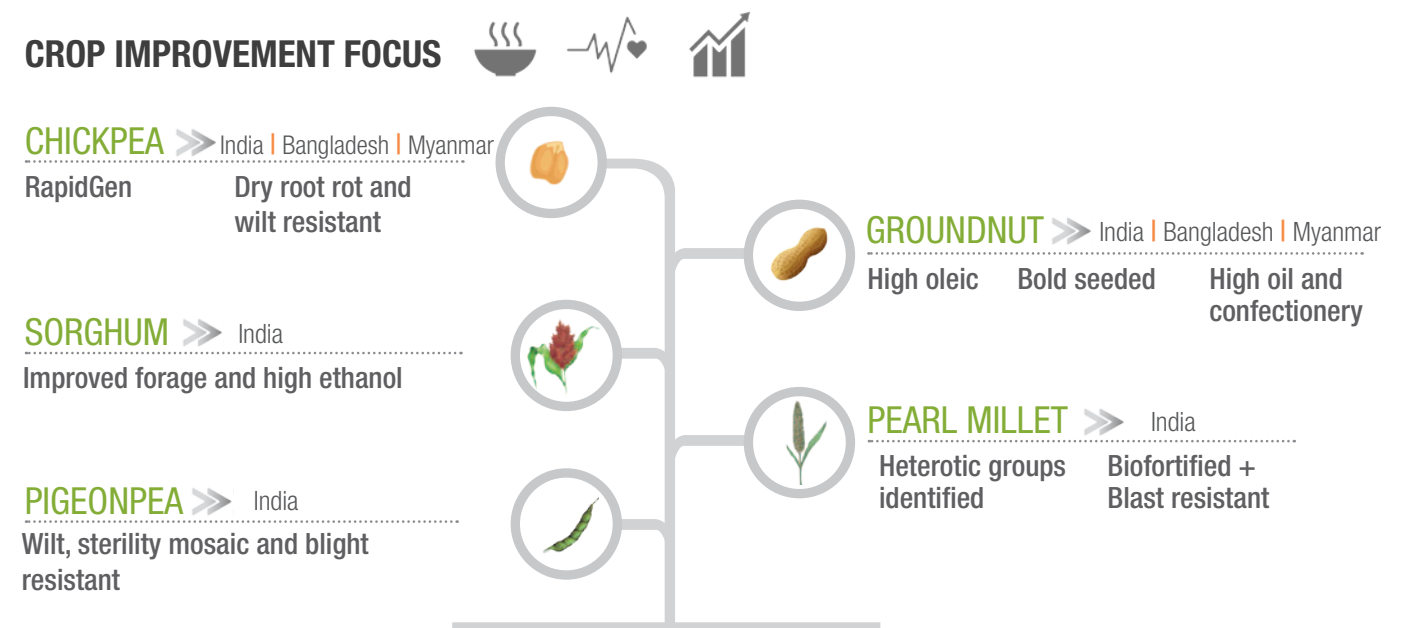 CROP IMPROVEMENT FOCUS
CHICKPEA India | Bangladesh | Myanmar
RapidGen
Dry root rot and
wilt resistant
GROUNDNUT India | Bangladesh | Myanmar
High oleic
Bold seeded
High oil and
confectionery
SORGHUM India
Improved forage and high ethanol
PEARL MILLET India
Heterotic groups
identified
Biofortified +
Blast resistant
PIGEONPEA India
Wilt, sterility mosaic and blight
resistant